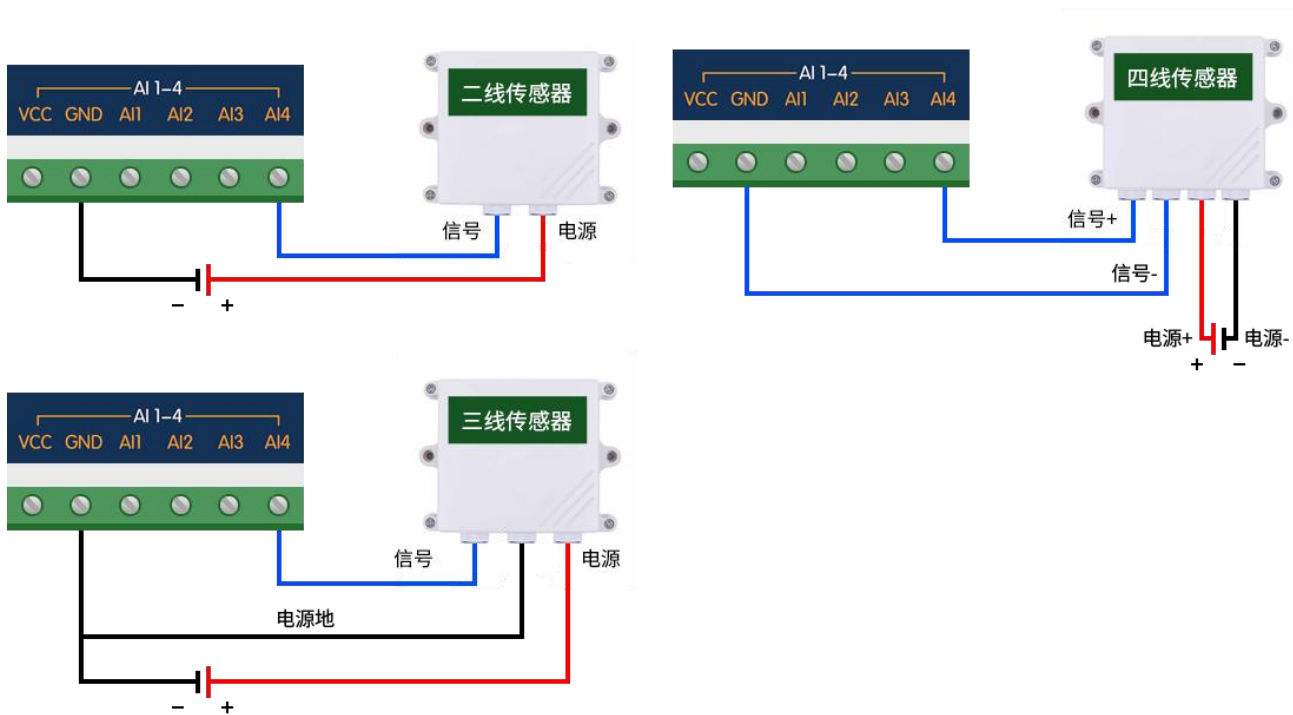 AI 1–4
VCC GND AI1 AI2 AI3 AI4
二线传感器
信号
电源
− +
AI 1–4
VCC GND AI1 AI2 AI3 AI4
四线传感器
信号+
信号-
电源+
电源-
+ −
AI 1–4
VCC GND AI1 AI2 AI3 AI4
三线传感器
信号
电源
电源地
− +